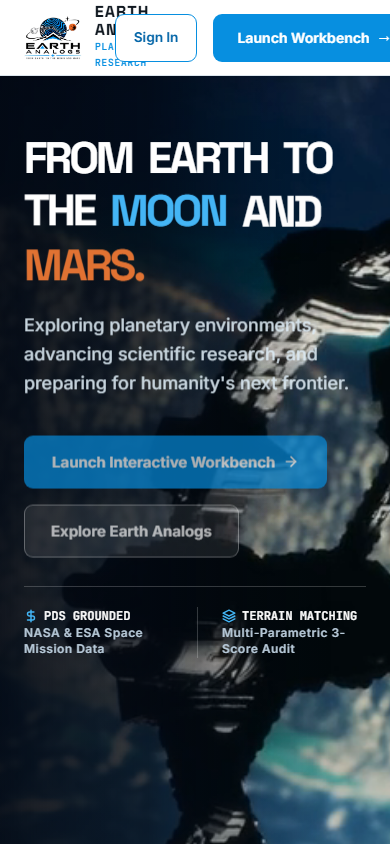 EARTH
ANALOGS
EARTH
AN
PLA
RESEARCH
Sign In
Launch Workbench →
FROM EARTH TO
THE MOON AND
MARS.
Exploring planetary environments,
advancing scientific research, and
preparing for humanity's next frontier.
Launch Interactive Workbench →
Explore Earth Analogs
PDS GROUNDED
NASA & ESA Space
Mission Data
TERRAIN MATCHING
Multi-Parametric 3-
Score Audit